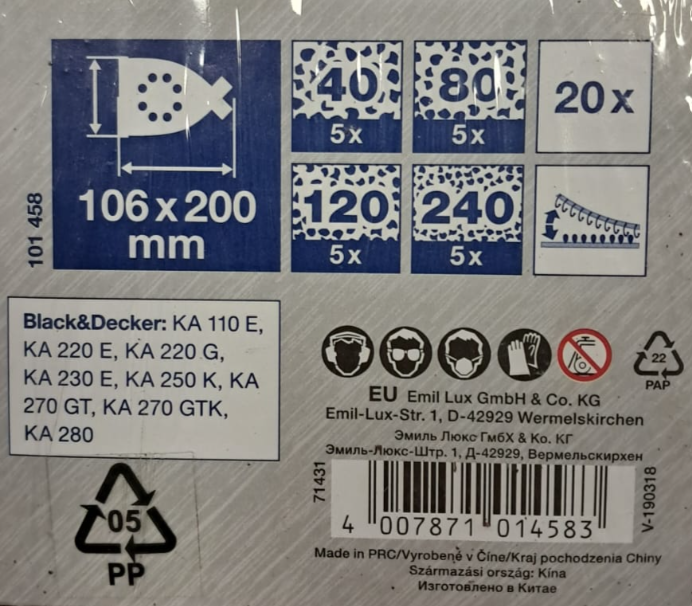 40
5x
80
5x
20x
106 x 200
mm
120
5x
240
5x
101 458
Black&Decker: KA 110 E,
KA 220 E, KA 220 G,
KA 230 E, KA 250 K, KA
270 GT, KA 270 GTK,
KA 280
22
PAP
EU Emil Lux GmbH & Co. KG
Emil-Lux-Str. 1, D-42929 Wermelskirchen
Эмиль Люкс ГмбХ & Ko. КГ
Эмиль-Люкс-Штр. 1, Д-42929, Вермельскирхен
71431
4 007871 014583
V-190318
05
PP
Made in PRC/Vyrobené v Číne/Kraj pochodzenia Chiny
Származási ország: Kína
Изготовлено в Китае